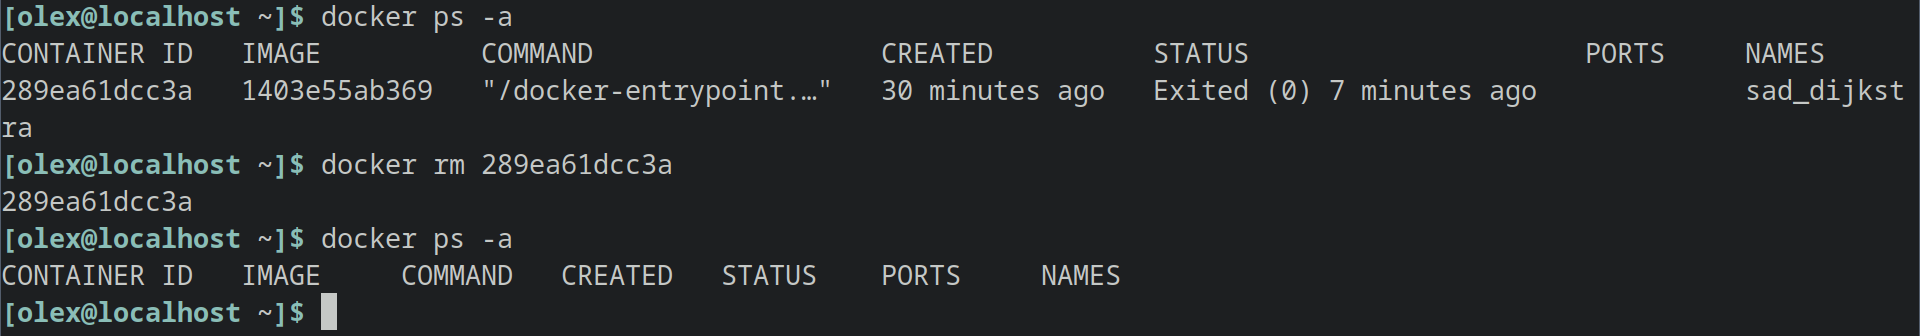 [olex@localhost ~]$ docker ps -a
CONTAINER ID   IMAGE          COMMAND                  CREATED          STATUS                     PORTS     NAMES
289ea61dcc3a   1403e55ab369   "/docker-entrypoint.…"   30 minutes ago   Exited (0) 7 minutes ago             sad_dijkst
ra
[olex@localhost ~]$ docker rm 289ea61dcc3a
289ea61dcc3a
[olex@localhost ~]$ docker ps -a
CONTAINER ID   IMAGE     COMMAND   CREATED   STATUS    PORTS     NAMES
[olex@localhost ~]$